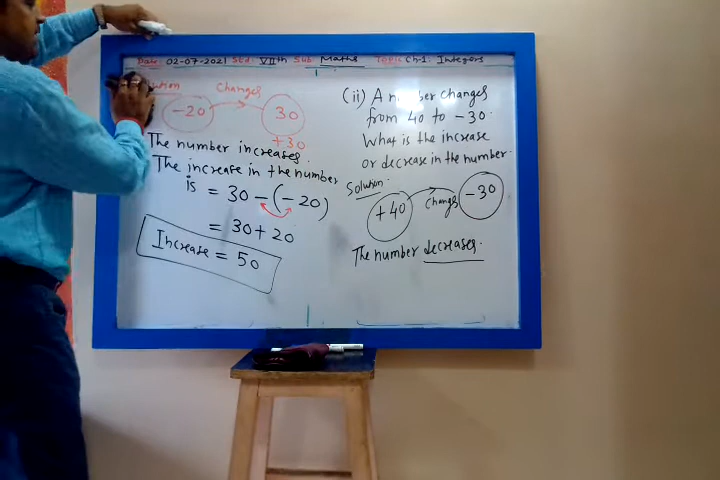 Date: 02-07-2021 Std: VIIth Sub: Maths Topic: Ch-1: Integers
-20 Changes 30
+30
The number increases.
The increase in the number
is = 30 - (-20)
= 30 + 20
Increase = 50
(ii) A number changes
from 40 to -30.
What is the increase
or decrease in the number.
Solution
+40 Changes -30
The number decreases.